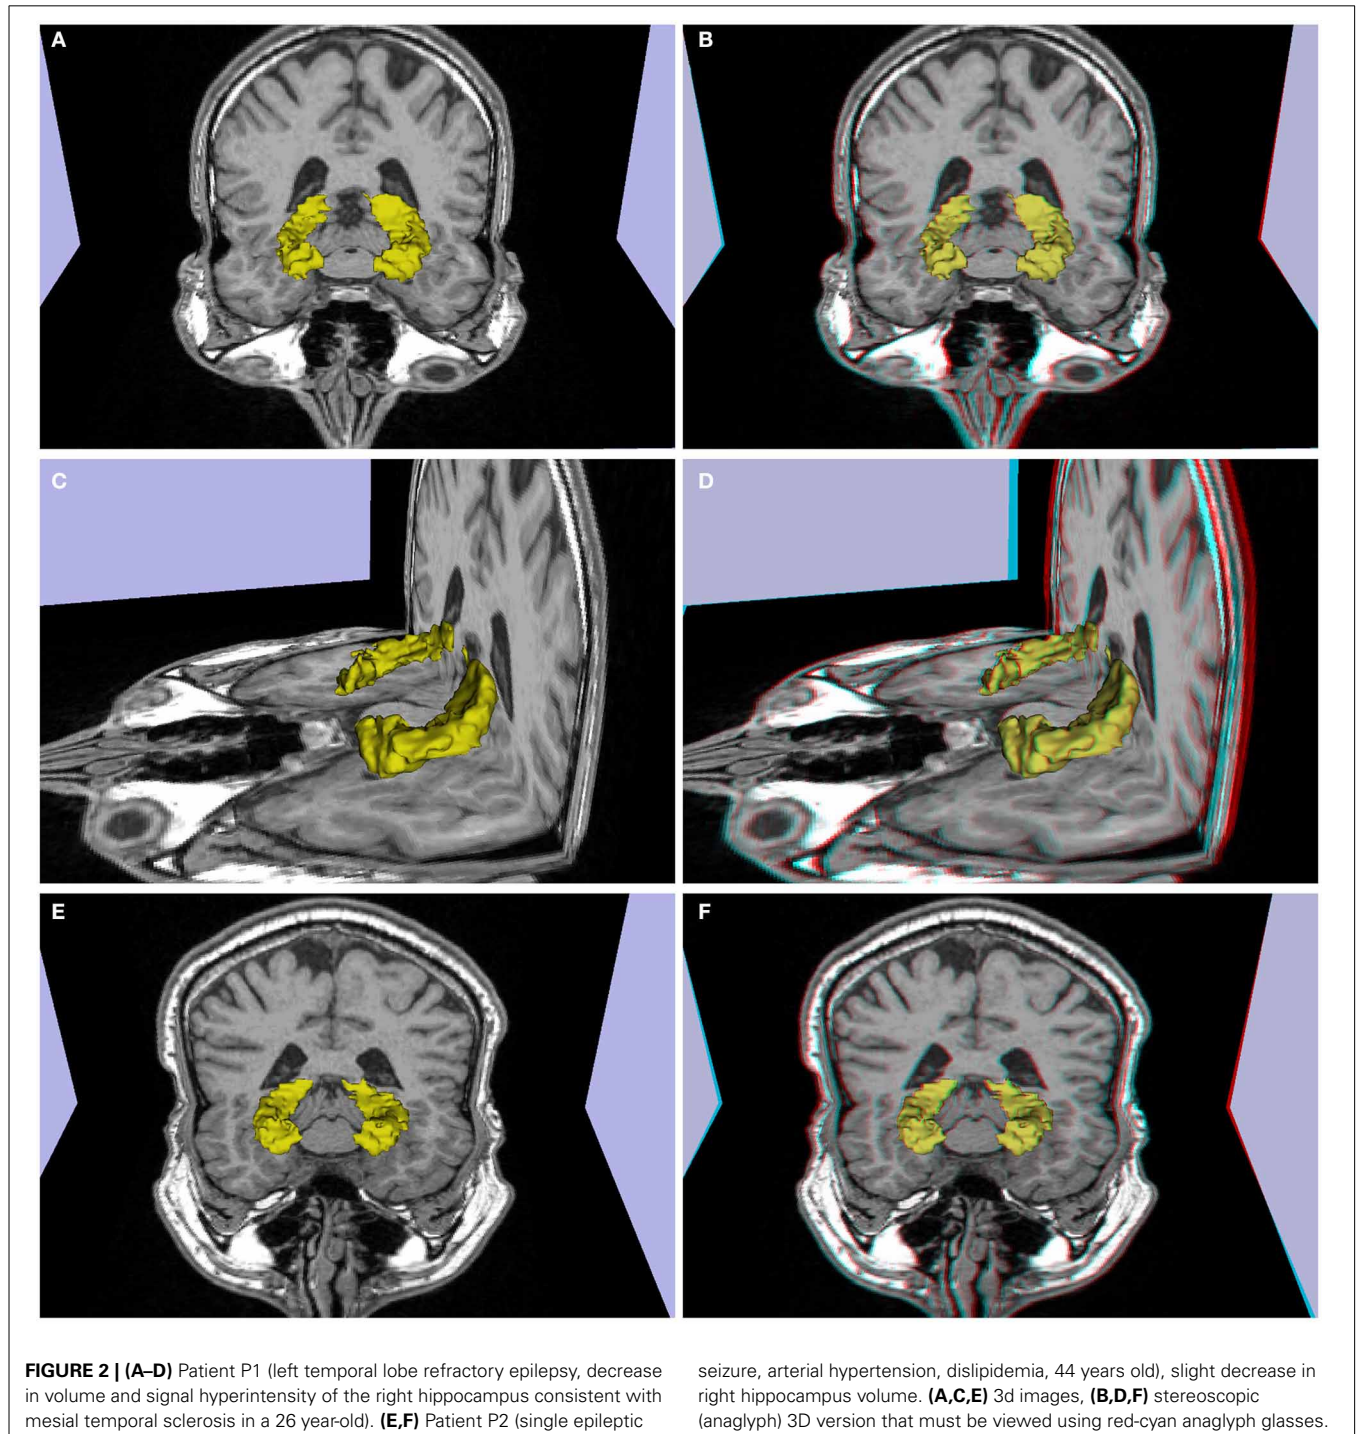 A
B
C
D
E
F
FIGURE 2 | (A–D) Patient P1 (left temporal lobe refractory epilepsy, decrease
in volume and signal hyperintensity of the right hippocampus consistent with
mesial temporal sclerosis in a 26 year-old). (E,F) Patient P2 (single epileptic
seizure, arterial hypertension, dislipidemia, 44 years old), slight decrease in
right hippocampus volume. (A,C,E) 3d images, (B,D,F) stereoscopic
(anaglyph) 3D version that must be viewed using red-cyan anaglyph glasses.